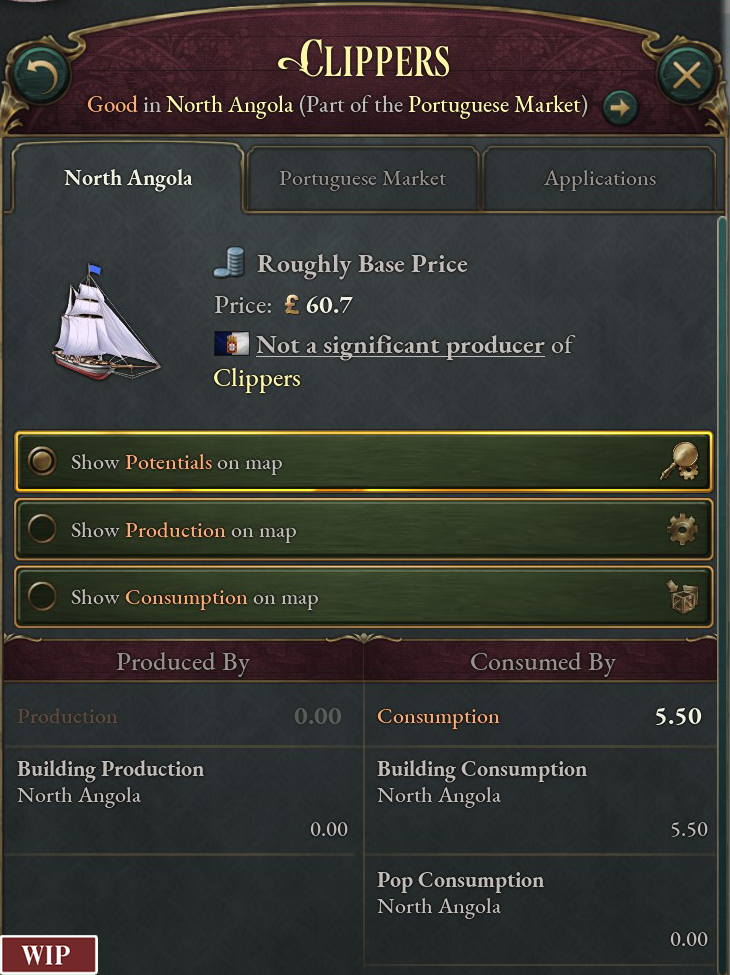 Clippers
Good in North Angola (Part of the Portuguese Market)
North Angola
Portuguese Market
Applications
Roughly Base Price
Price: £ 60.7
Not a significant producer of
Clippers
Show Potentials on map
Show Production on map
Show Consumption on map
Produced By
Consumed By
Production 0.00
Consumption 5.50
Building Production
North Angola
0.00
Building Consumption
North Angola
5.50
Pop Consumption
North Angola
0.00
WIP